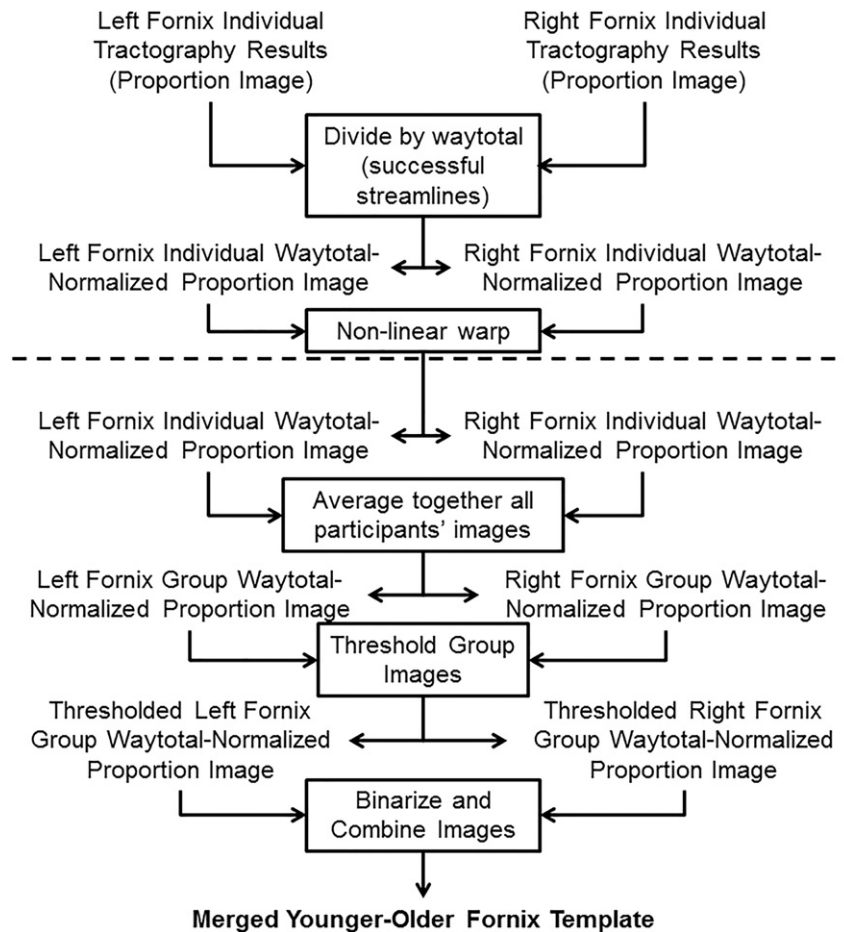 Left Fornix Individual
Tractography Results
(Proportion Image)
Right Fornix Individual
Tractography Results
(Proportion Image)
Divide by waytotal
(successful
streamlines)
Left Fornix Individual Waytotal-
Normalized Proportion Image
Right Fornix Individual Waytotal-
Normalized Proportion Image
Non-linear warp
Left Fornix Individual Waytotal-
Normalized Proportion Image
Right Fornix Individual Waytotal-
Normalized Proportion Image
Average together all
participants’ images
Left Fornix Group Waytotal-
Normalized Proportion Image
Right Fornix Group Waytotal-
Normalized Proportion Image
Threshold Group
Images
Thresholded Left Fornix
Group Waytotal-Normalized
Proportion Image
Thresholded Right Fornix
Group Waytotal-Normalized
Proportion Image
Binarize and
Combine Images
Merged Younger-Older Fornix Template